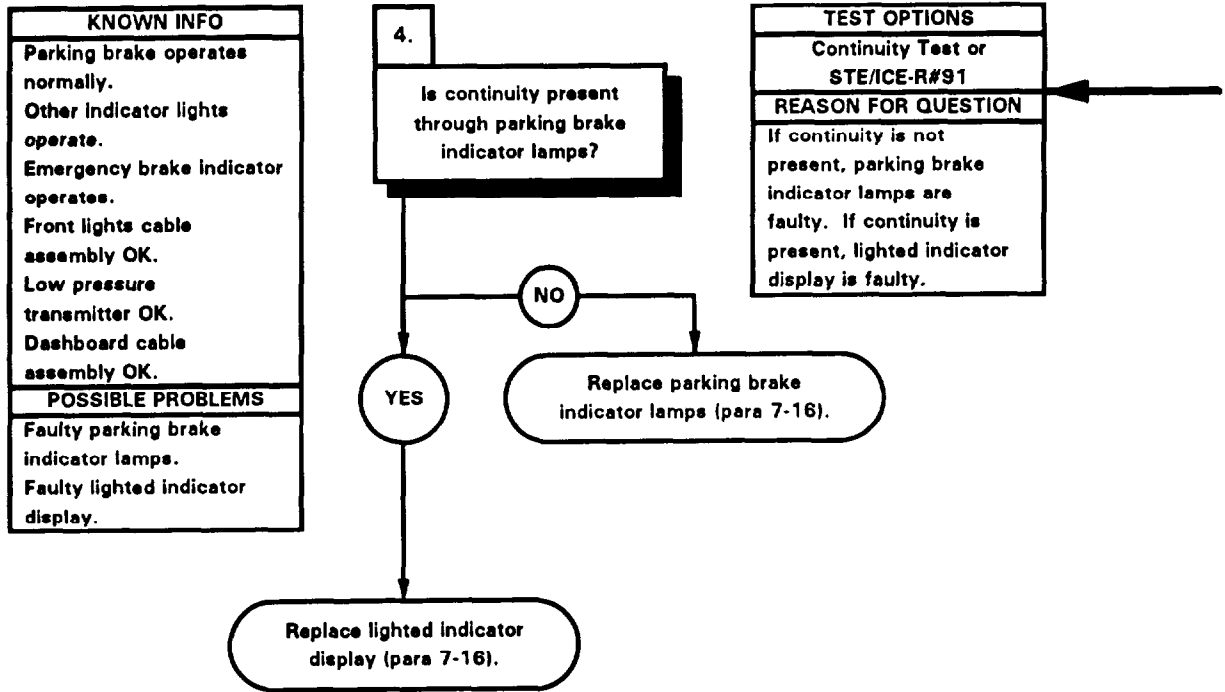 KNOWN INFO
Parking brake operates
normally.
Other indicator lights
operate.
Emergency brake indicator
operates.
Front lights cable
assembly OK.
Low pressure
transmitter OK.
Dashboard cable
assembly OK.
POSSIBLE PROBLEMS
Faulty parking brake
indicator lamps.
Faulty lighted indicator
display.
4.
Is continuity present
through parking brake
indicator lamps?
NO
YES
Replace parking brake
indicator lamps (para 7-16).
Replace lighted indicator
display (para 7-16).
TEST OPTIONS
Continuity Test or
STE/ICE-R#91
REASON FOR QUESTION
If continuity is not
present, parking brake
indicator lamps are
faulty. If continuity is
present, lighted indicator
display is faulty.